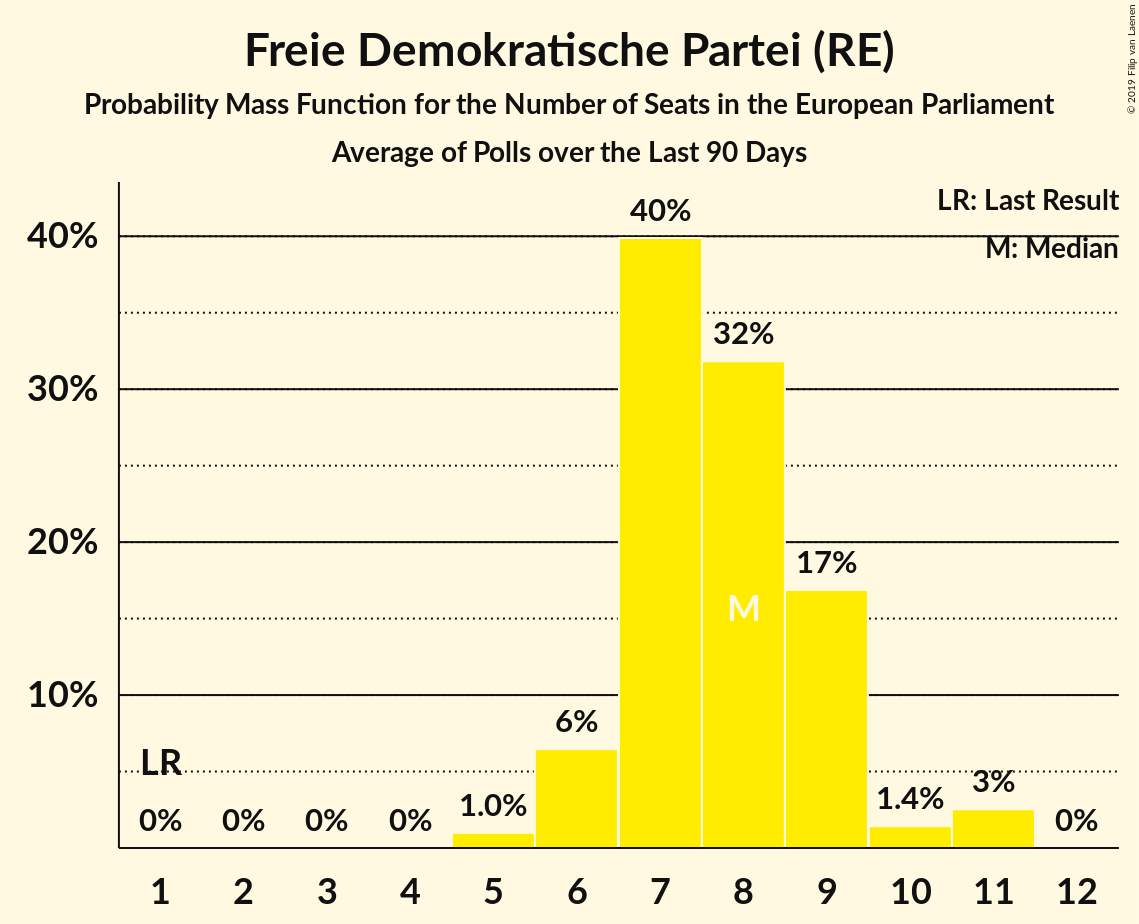 Freie Demokratische Partei (RE)
Probability Mass Function for the Number of Seats in the European Parliament
Average of Polls over the Last 90 Days
© 2019 Filip van Laenen
LR: Last Result
M: Median
40%
30%
20%
10%
LR
0%
0%
0%
0%
1.0%
6%
40%
32%
M
17%
1.4%
3%
0%
1 2 3 4 5 6 7 8 9 10 11 12